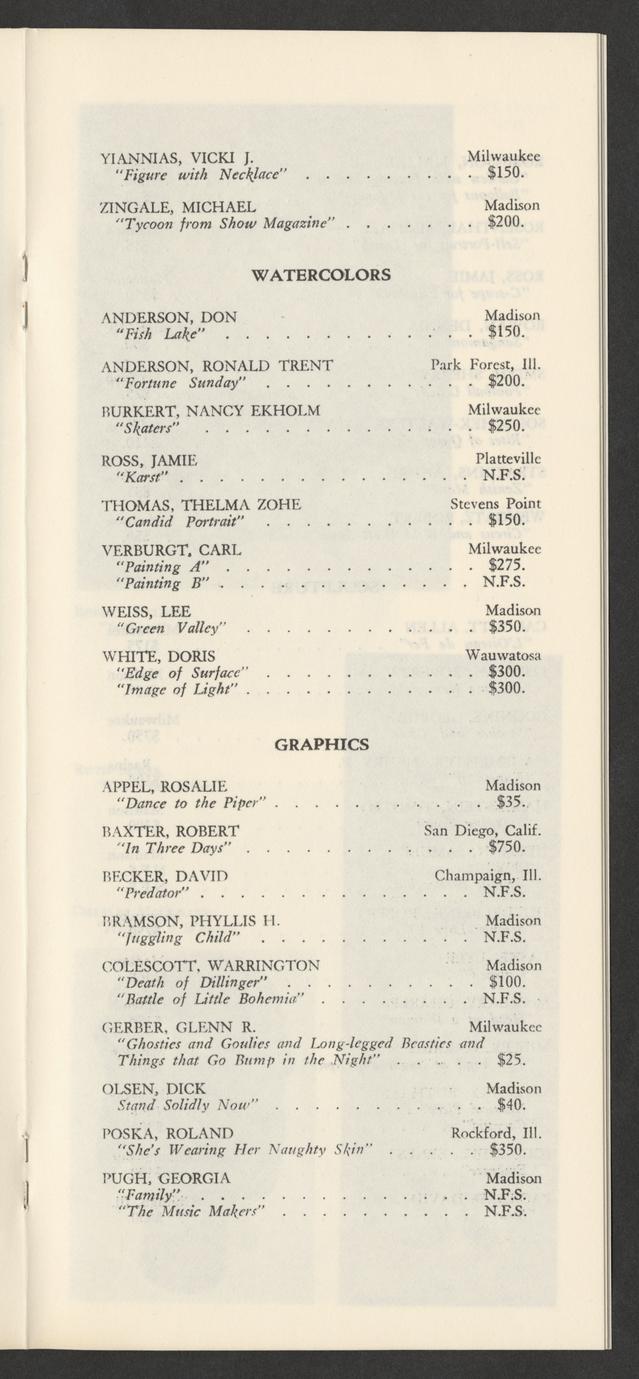 YIANNIAS, VICKI J. Milwaukee
"Figure with Necklace" . . . . . . . . . $150.
ZINGALE, MICHAEL Madison
"Tycoon from Show Magazine" . . . . . . . $200.
WATERCOLORS
ANDERSON, DON Madison
"Fish Lake" . . . . . . . . . . . . $150.
ANDERSON, RONALD TRENT Park Forest, Ill.
"Fortune Sunday" . . . . . . . . . . . $200.
BURKERT, NANCY EKHOLM Milwaukee
"Skaters" . . . . . . . . . . . . . $250.
ROSS, JAMIE Platteville
"Karst" . . . . . . . . . . . . . . N.F.S.
THOMAS, THELMA ZOHE Stevens Point
"Candid Portrait" . . . . . . . . . . . $150.
VERBURGT, CARL Milwaukee
"Painting A" . . . . . . . . . . . . . $275.
"Painting B" . . . . . . . . . . . . . N.F.S.
WEISS, LEE Madison
"Green Valley" . . . . . . . . . . . . $350.
WHITE, DORIS Wauwatosa
"Edge of Surface" . . . . . . . . . . . $300.
"Image of Light" . . . . . . . . . . . . $300.
GRAPHICS
APPEL, ROSALIE Madison
"Dance to the Piper" . . . . . . . . . . . $35.
BAXTER, ROBERT San Diego, Calif.
"In Three Days" . . . . . . . . . . . . $750.
BECKER, DAVID Champaign, Ill.
"Predator" . . . . . . . . . . . . . N.F.S.
BRAMSON, PHYLLIS H. Madison
"Juggling Child" . . . . . . . . . . . N.F.S.
COLESCOTT, WARRINGTON Madison
"Death of Dillinger" . . . . . . . . . . $100.
"Battle of Little Bohemia" . . . . . . . . N.F.S.
GERBER, GLENN R. Milwaukee
"Ghosties and Goulies and Long-legged Beasties and
Things that Go Bump in the Night" . . . . . $25.
OLSEN, DICK Madison
Stand Solidly Now" . . . . . . . . . . . $40.
POSKA, ROLAND Rockford, Ill.
"She's Wearing Her Naughty Skin" . . . . . $350.
PUGH, GEORGIA Madison
"Family" . . . . . . . . . . . . . N.F.S.
"The Music Makers" . . . . . . . . . . N.F.S.